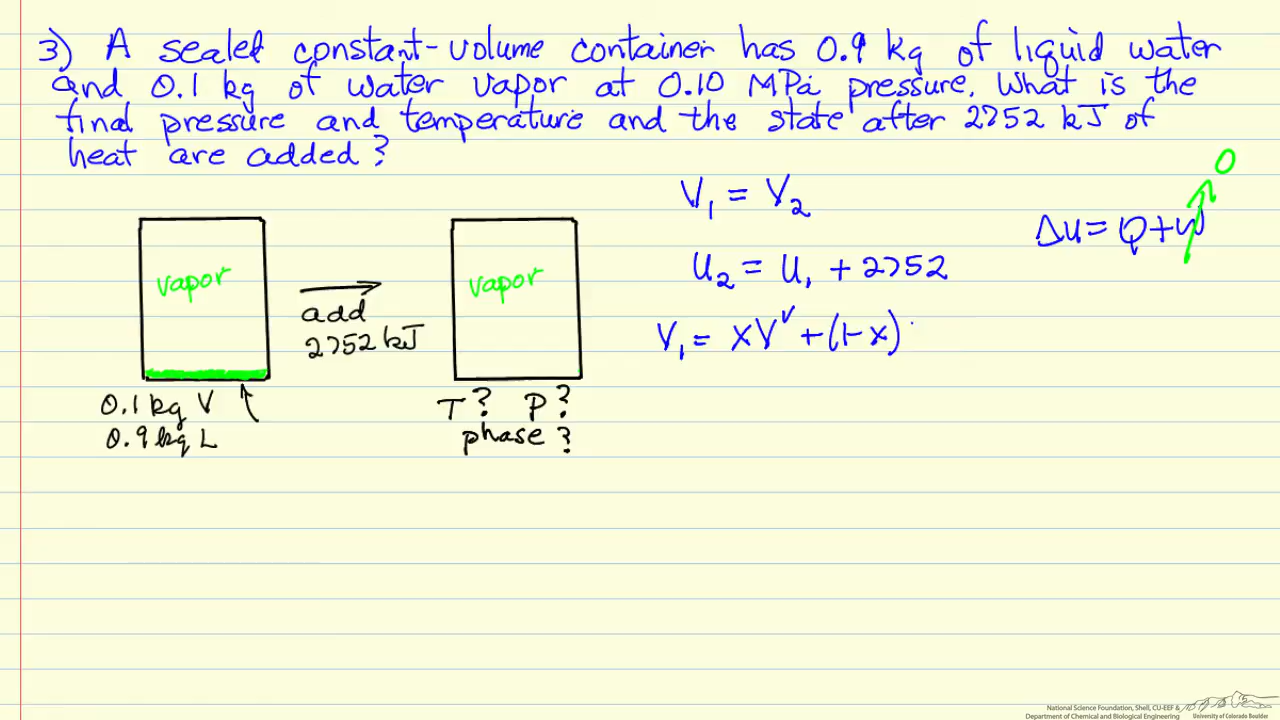 3) A sealed constant-volume container has 0.9 kg of liquid water
and 0.1 kg of water vapor at 0.10 MPa pressure. What is the
final pressure and temperature and the state after 2752 kJ of
heat are added?
V₁ = V₂
ΔU = Q + W
0
U₂ = U₁ + 2752
V₁ = xVᵛ + (1-x)
vapor
add
2752 kJ
vapor
0.1 kg V
0.9 kg L
T? P?
phase?
National Science Foundation, Shell, CU-EEF &
Department of Chemical and Biological Engineering
University of Colorado Boulder